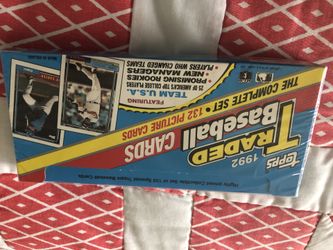 Topps
1992
TRADED
Baseball CARDS
THE COMPLETE SET • 132 PICTURE CARDS
FEATURING
TEAM U.S.A.
25 AMERICA'S TOP COLLEGE PLAYERS
• PROMISING ROOKIES
• NEW MANAGERS
• PLAYERS WHO CHANGED TEAMS